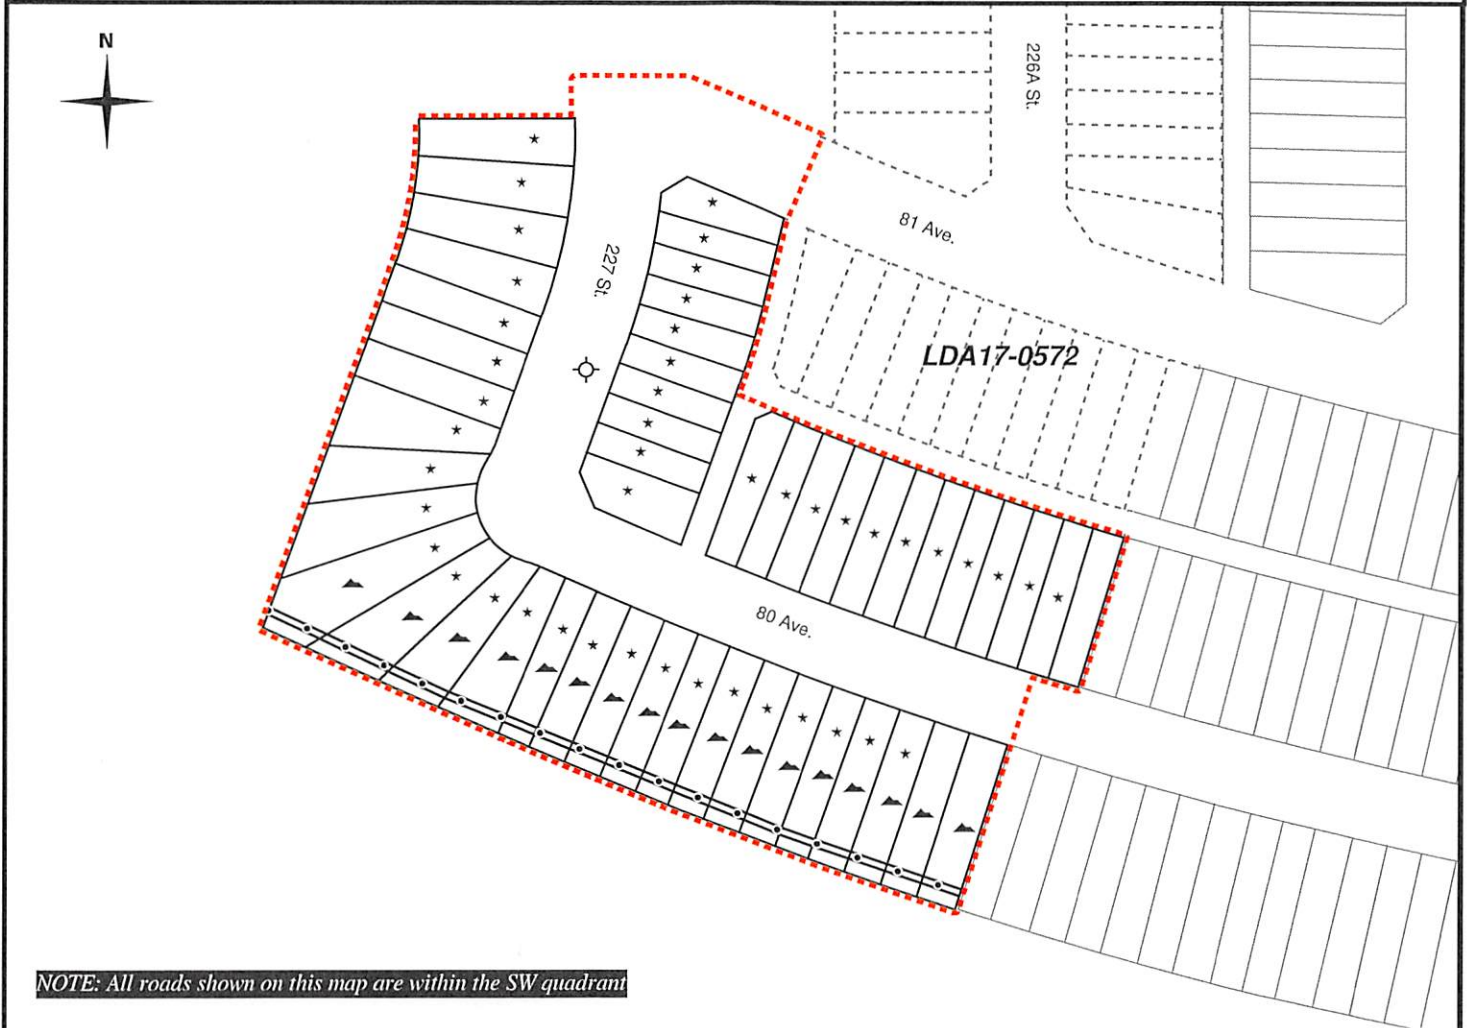 N
226A St.
81 Ave.
227 St.
LDA17-0572
80 Ave.
NOTE: All roads shown on this map are within the SW quadrant